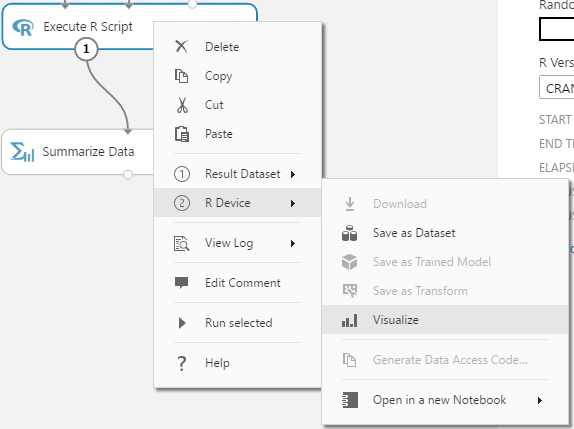 Execute R Script
1
Summarize Data
Delete
Copy
Cut
Paste
1 Result Dataset
2 R Device
View Log
Edit Comment
Run selected
? Help
Download
Save as Dataset
Save as Trained Model
Save as Transform
Visualize
Generate Data Access Code...
Open in a new Notebook
R Vers
CRAN
START
END TI
ELAPSE